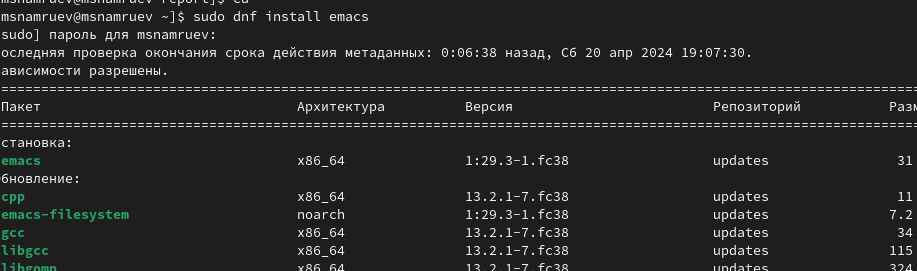 msnamruev@msnamruev report]$ cd
msnamruev@msnamruev ~]$ sudo dnf install emacs
sudo] пароль для msnamruev:
оследняя проверка окончания срока действия метаданных: 0:06:38 назад, Сб 20 апр 2024 19:07:30.
ависимости разрешены.
Пакет Архитектура Версия Репозиторий Разм
становка:
emacs x86_64 1:29.3-1.fc38 updates 31
бновление:
cpp x86_64 13.2.1-7.fc38 updates 11
emacs-filesystem noarch 1:29.3-1.fc38 updates 7.2
gcc x86_64 13.2.1-7.fc38 updates 34
libgcc x86_64 13.2.1-7.fc38 updates 115
libgomp x86_64 13.2.1-7.fc38 updates 324